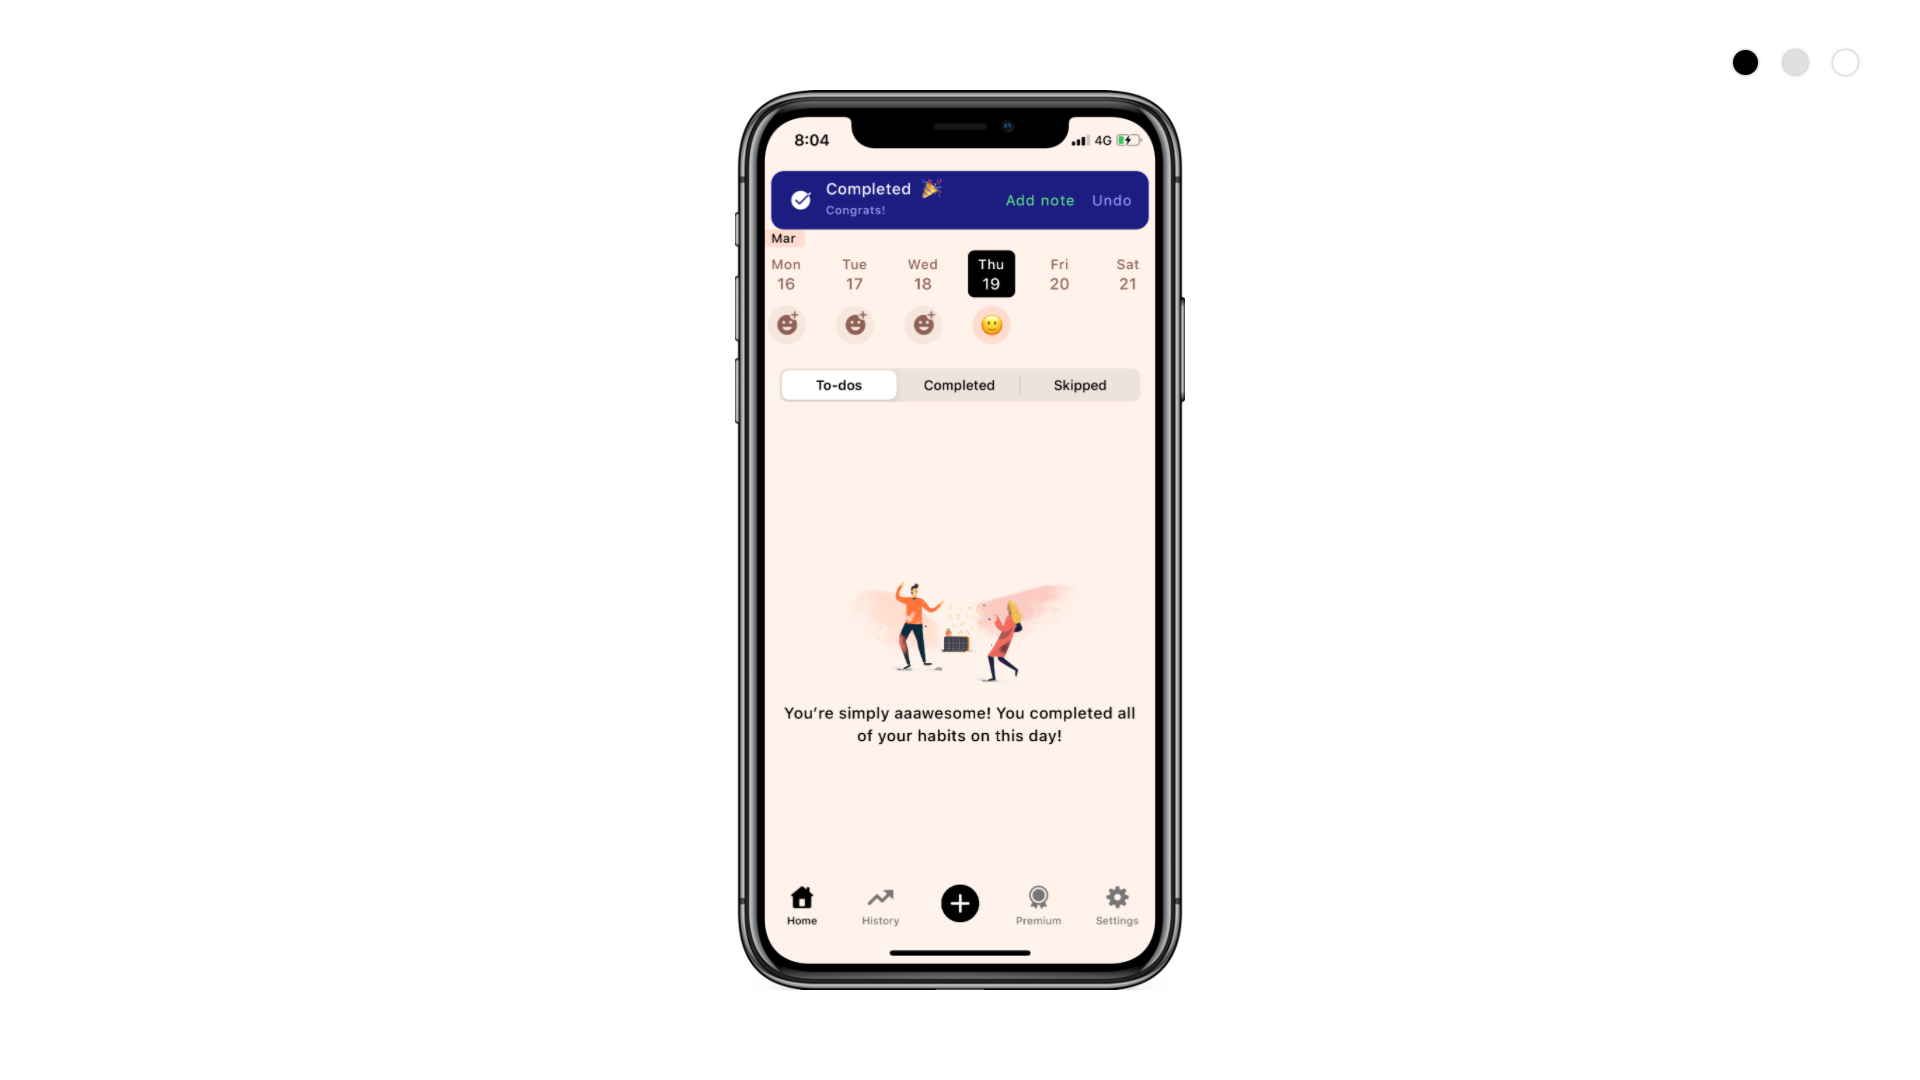 8:04
4G
Completed 🎉
Congrats!
Add note
Undo
Mar
Mon Tue Wed Thu Fri Sat
16 17 18 19 20 21
To-dos Completed Skipped
You're simply aaawesome! You completed all
of your habits on this day!
Home History Premium Settings